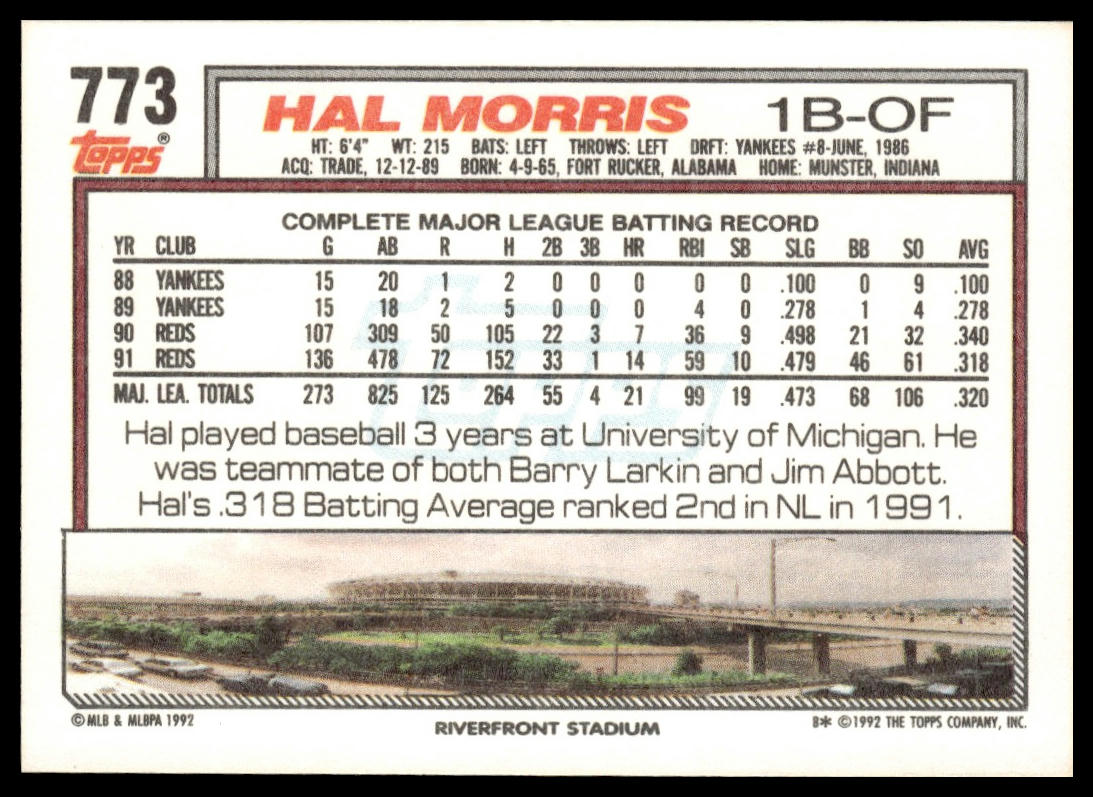 773
Topps®
HAL MORRIS 1B-OF
HT: 6'4" WT: 215 BATS: LEFT THROWS: LEFT DRFT: YANKEES #8-JUNE, 1986
ACQ: TRADE, 12-12-89 BORN: 4-9-65, FORT RUCKER, ALABAMA HOME: MUNSTER, INDIANA
COMPLETE MAJOR LEAGUE BATTING RECORD
YR CLUB G AB R H 2B 3B HR RBI SB SLG BB SO AVG
88 YANKEES 15 20 1 2 0 0 0 0 0 .100 0 9 .100
89 YANKEES 15 18 2 5 0 0 0 4 0 .278 1 4 .278
90 REDS 107 309 50 105 22 3 7 36 9 .498 21 32 .340
91 REDS 136 478 72 152 33 1 14 59 10 .479 46 61 .318
MAJ. LEA. TOTALS 273 825 125 264 55 4 21 99 19 .473 68 106 .320
Hal played baseball 3 years at University of Michigan. He
was teammate of both Barry Larkin and Jim Abbott.
Hal's .318 Batting Average ranked 2nd in NL in 1991.
© MLB & MLBPA 1992
RIVERFRONT STADIUM
B* © 1992 THE TOPPS COMPANY, INC.